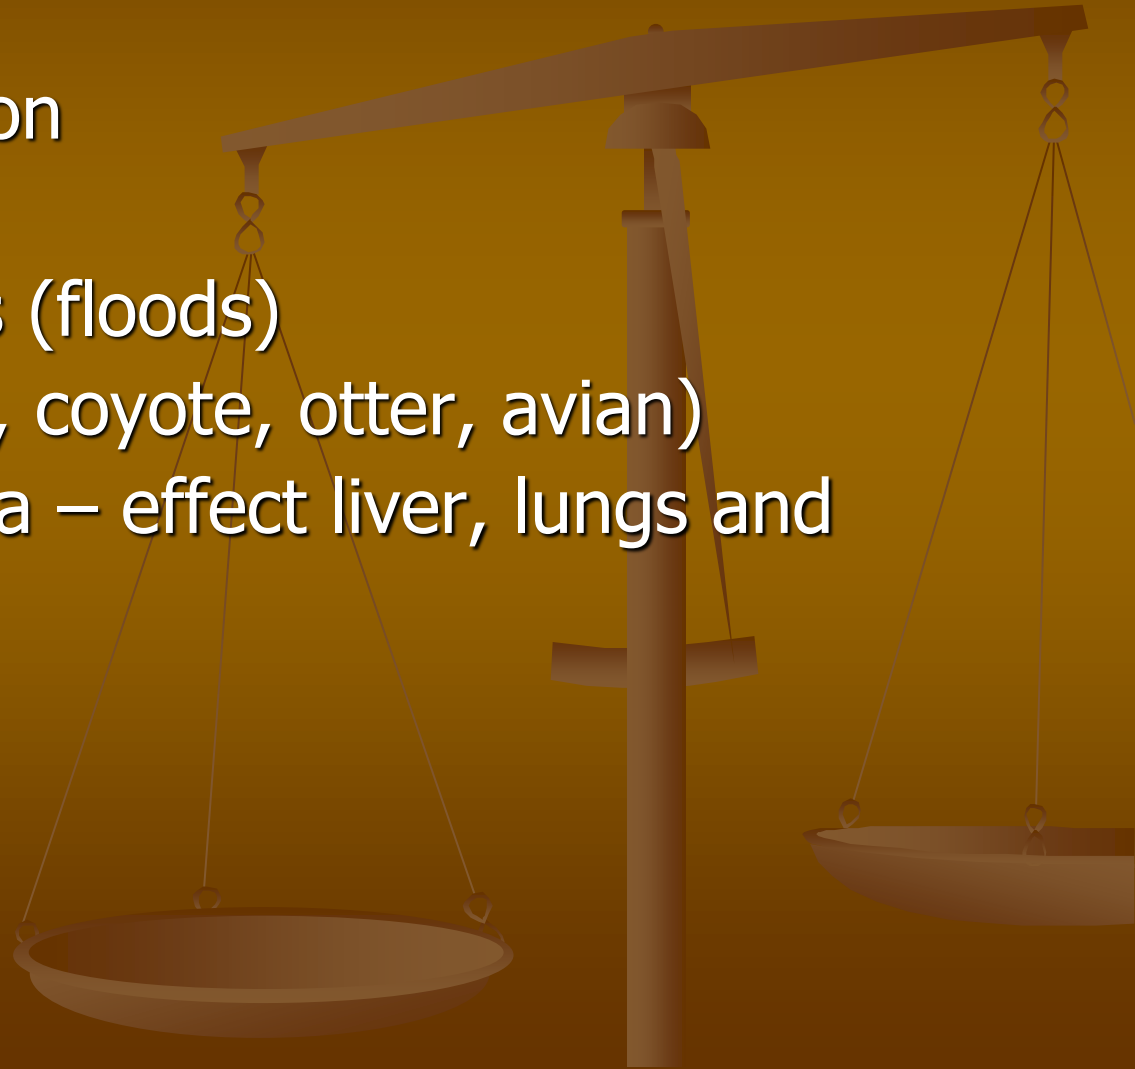 on
s (floods)
, coyote, otter, avian)
a – effect liver, lungs and